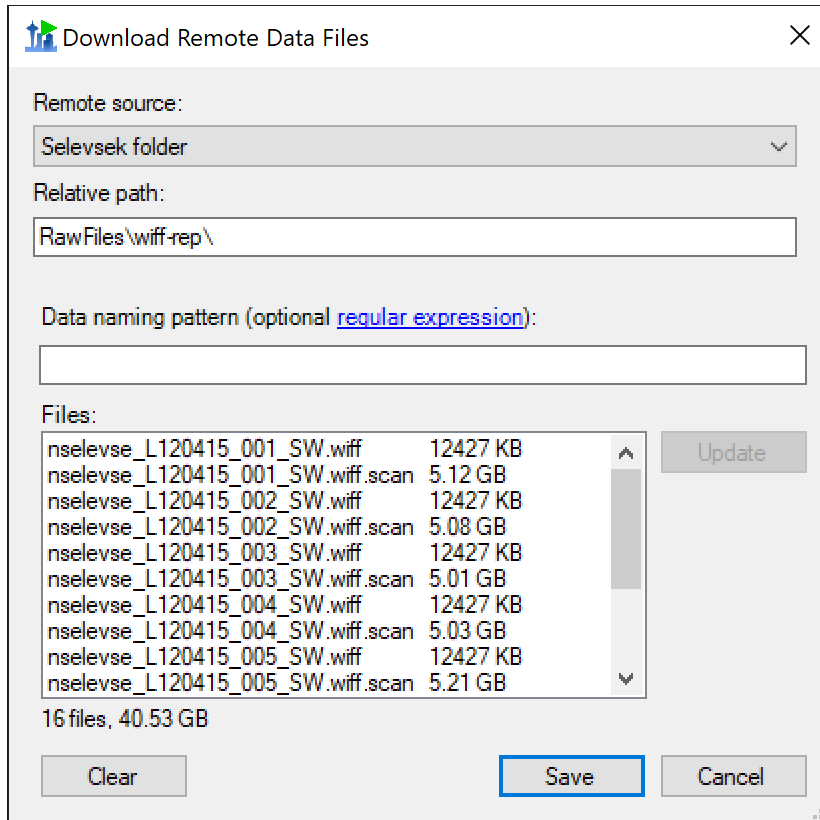 Download Remote Data Files
Remote source:
Selevsek folder
Relative path:
RawFiles\wiff-rep\
Data naming pattern (optional regular expression):
Files:
nselevse_L120415_001_SW.wiff 12427 KB
nselevse_L120415_001_SW.wiff.scan 5.12 GB
nselevse_L120415_002_SW.wiff 12427 KB
nselevse_L120415_002_SW.wiff.scan 5.08 GB
nselevse_L120415_003_SW.wiff 12427 KB
nselevse_L120415_003_SW.wiff.scan 5.01 GB
nselevse_L120415_004_SW.wiff 12427 KB
nselevse_L120415_004_SW.wiff.scan 5.03 GB
nselevse_L120415_005_SW.wiff 12427 KB
nselevse_L120415_005_SW.wiff.scan 5.21 GB
Update
16 files, 40.53 GB
Clear Save Cancel